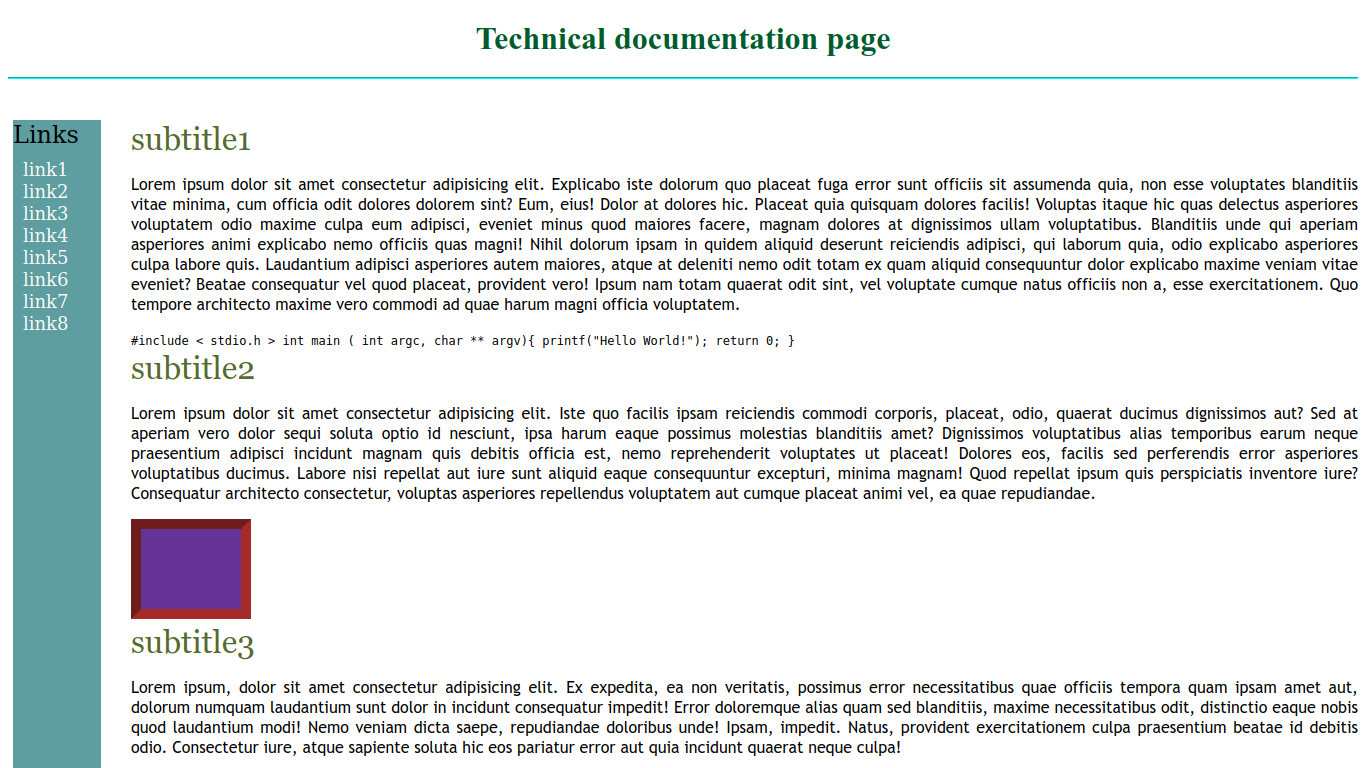 Technical documentation page
Links
link1
link2
link3
link4
link5
link6
link7
link8
subtitle1
Lorem ipsum dolor sit amet consectetur adipisicing elit. Explicabo iste dolorum quo placeat fuga error sunt officiis sit assumenda quia, non esse voluptates blanditiis
vitae minima, cum officia odit dolores dolorem sint? Eum, eius! Dolor at dolores hic. Placeat quia quisquam dolores facilis! Voluptas itaque hic quas delectus asperiores
voluptatem odio maxime culpa eum adipisci, eveniet minus quod maiores facere, magnam dolores at dignissimos ullam voluptatibus. Blanditiis unde qui aperiam
asperiores animi explicabo nemo officiis quas magni! Nihil dolorum ipsam in quidem aliquid deserunt reiciendis adipisci, qui laborum quia, odio explicabo asperiores
culpa labore quis. Laudantium adipisci asperiores autem maiores, atque at deleniti nemo odit totam ex quam aliquid consequuntur dolor explicabo maxime veniam vitae
eveniet? Beatae consequatur vel quod placeat, provident vero! Ipsum nam totam quaerat odit sint, vel voluptate cumque natus officiis non a, esse exercitationem. Quo
tempore architecto maxime vero commodi ad quae harum magni officia voluptatem.
#include < stdio.h > int main ( int argc, char ** argv){ printf("Hello World!"); return 0; }
subtitle2
Lorem ipsum dolor sit amet consectetur adipisicing elit. Iste quo facilis ipsam reiciendis commodi corporis, placeat, odio, quaerat ducimus dignissimos aut? Sed at
aperiam vero dolor sequi soluta optio id nesciunt, ipsa harum eaque possimus molestias blanditiis amet? Dignissimos voluptatibus alias temporibus earum neque
praesentium adipisci incidunt magnam quis debitis officia est, nemo reprehenderit voluptates ut placeat! Dolores eos, facilis sed perferendis error asperiores
voluptatibus ducimus. Labore nisi repellat aut iure sunt aliquid eaque consequuntur excepturi, minima magnam! Quod repellat ipsum quis perspiciatis inventore iure?
Consequatur architecto consectetur, voluptas asperiores repellendus voluptatem aut cumque placeat animi vel, ea quae repudiandae.
subtitle3
Lorem ipsum, dolor sit amet consectetur adipisicing elit. Ex expedita, ea non veritatis, possimus error necessitatibus quae officiis tempora quam ipsam amet aut,
dolorum numquam laudantium sunt dolor in incidunt consequatur impedit! Error doloremque alias quam sed blanditiis, maxime necessitatibus odit, distinctio eaque nobis
quod laudantium modi! Nemo veniam dicta saepe, repudiandae doloribus unde! Ipsam, impedit. Natus, provident exercitationem culpa praesentium beatae id debitis
odio. Consectetur iure, atque sapiente soluta hic eos pariatur error aut quia incidunt quaerat neque culpa!